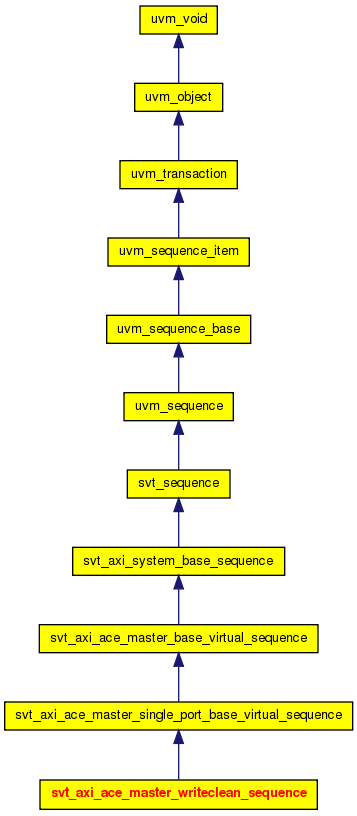 uvm_void
uvm_object
uvm_transaction
uvm_sequence_item
uvm_sequence_base
uvm_sequence
svt_sequence
svt_axi_system_base_sequence
svt_axi_ace_master_base_virtual_sequence
svt_axi_ace_master_single_port_base_virtual_sequence
svt_axi_ace_master_writeclean_sequence